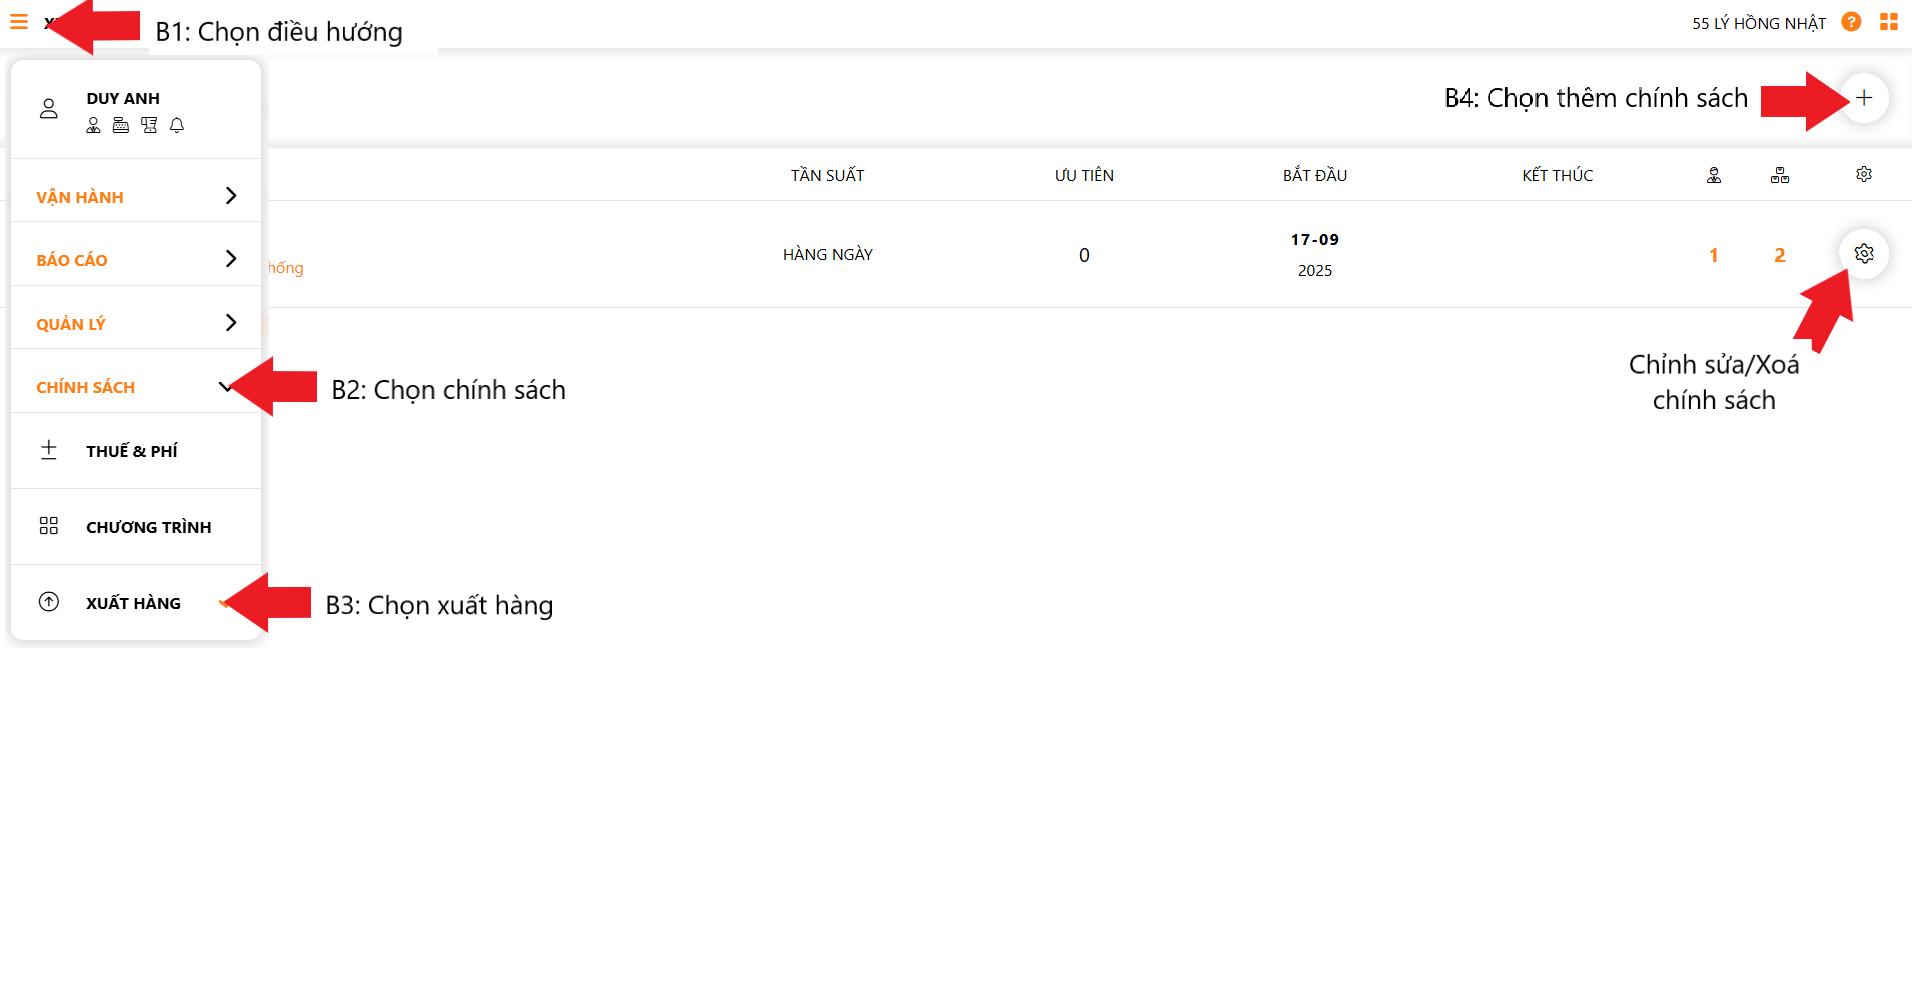 B1: Chọn điều hướng
55 LÝ HỒNG NHẬT
DUY ANH
B4: Chọn thêm chính sách
TẦN SUẤT
ƯU TIÊN
BẮT ĐẦU
KẾT THÚC
VẬN HÀNH
BÁO CÁO
hống
HÀNG NGÀY
0
17-09
2025
1
2
QUẢN LÝ
CHÍNH SÁCH
B2: Chọn chính sách
Chỉnh sửa/Xoá
chính sách
THUẾ & PHÍ
CHƯƠNG TRÌNH
XUẤT HÀNG
B3: Chọn xuất hàng